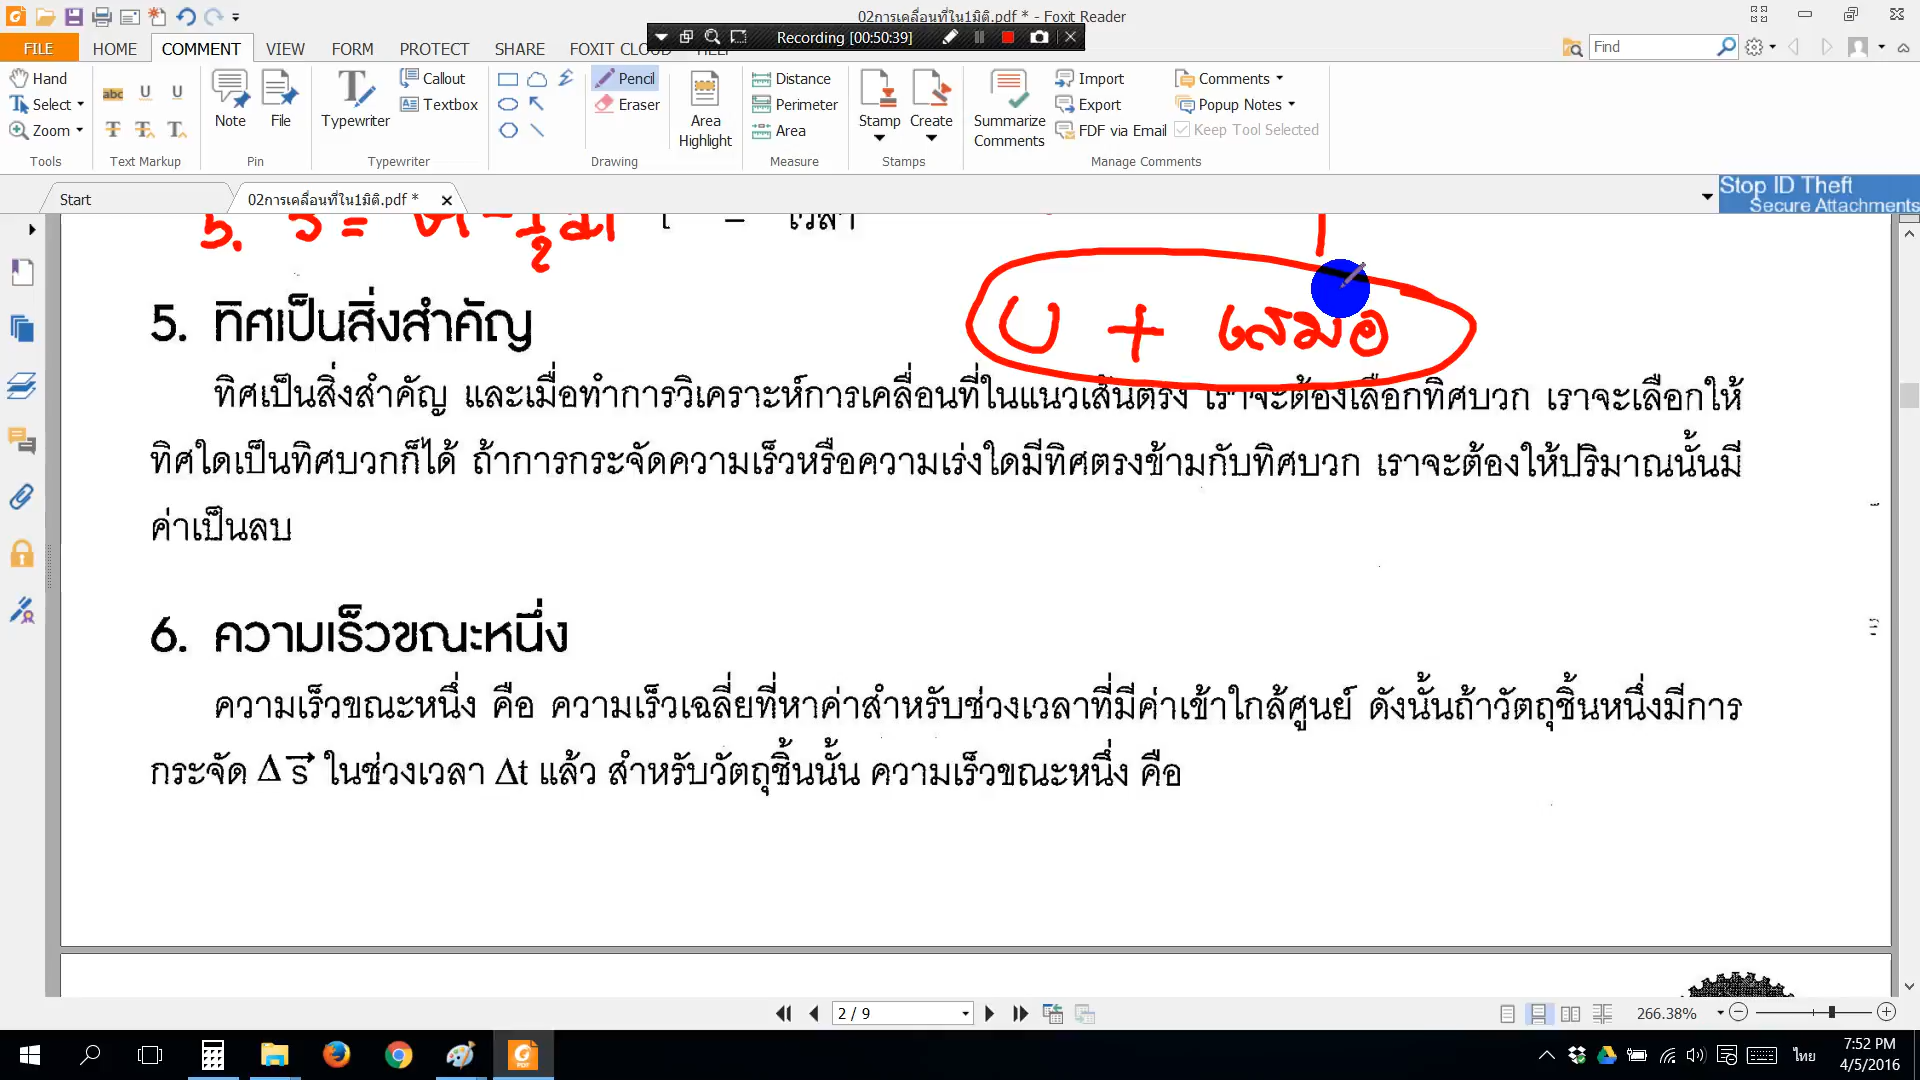 02การเคลื่อนที่ใน1มิติ.pdf * - Foxit Reader
Recording [00:50:39]
FILE HOME COMMENT VIEW FORM PROTECT SHARE FOXIT CLOUD HELP Find
Hand Select Zoom Tools
Text Markup
Note File Pin
Typewriter Typewriter
Callout
Textbox
Pencil
Eraser
Drawing
Area Highlight
Distance
Perimeter
Area
Measure
Stamp Create Stamps
Summarize Comments
Import
Export
FDF via Email
Comments
Popup Notes
Keep Tool Selected
Manage Comments
Start 02การเคลื่อนที่ใน1มิติ.pdf *
Stop ID Theft
Secure Attachments
5. S = vt - 1/2 at t = เวลา
U + เสมอ
5. ทิศเป็นสิ่งสำคัญ
ทิศเป็นสิ่งสำคัญ และเมื่อทำการวิเคราะห์การเคลื่อนที่ในแนวเส้นตรง เราจะต้องเลือกทิศบวก เราจะเลือกให้
ทิศใดเป็นทิศบวกก็ได้ ถ้าการกระจัดความเร็วหรือความเร่งใดมีทิศตรงข้ามกับทิศบวก เราจะต้องให้ปริมาณนั้นมี
ค่าเป็นลบ
6. ความเร็วขณะหนึ่ง
ความเร็วขณะหนึ่ง คือ ความเร็วเฉลี่ยที่หาค่าสำหรับช่วงเวลาที่มีค่าเข้าใกล้ศูนย์ ดังนั้นถ้าวัตถุชิ้นหนึ่งมีการ
กระจัด Δs⃗ ในช่วงเวลา Δt แล้ว สำหรับวัตถุชิ้นนั้น ความเร็วขณะหนึ่ง คือ
2 / 9
266.38%
ไทย
7:52 PM
4/5/2016